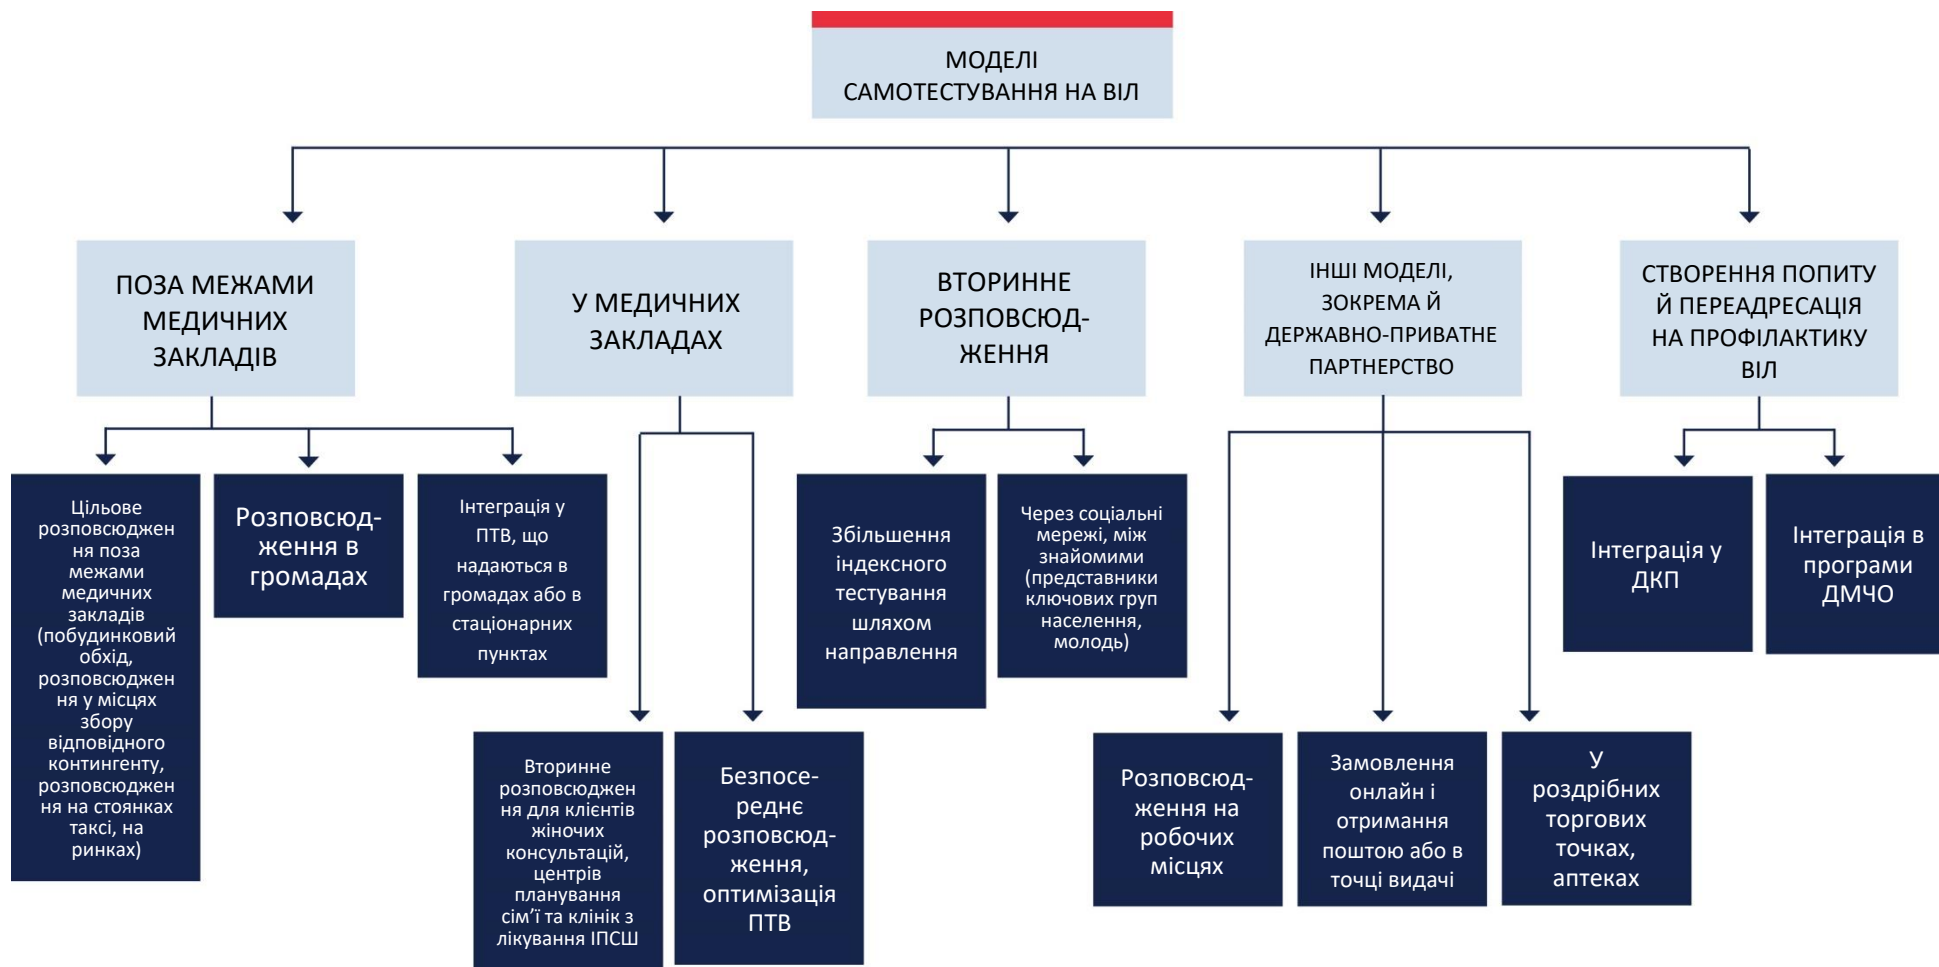 МОДЕЛІ
САМОТЕСТУВАННЯ НА ВІЛ
ПОЗА МЕЖАМИ
МЕДИЧНИХ
ЗАКЛАДІВ
У МЕДИЧНИХ
ЗАКЛАДАХ
ВТОРИННЕ
РОЗПОВСЮД-
ЖЕННЯ
ІНШІ МОДЕЛІ,
ЗОКРЕМА Й
ДЕРЖАВНО-ПРИВАТНЕ
ПАРТНЕРСТВО
СТВОРЕННЯ ПОПИТУ
Й ПЕРЕАДРЕСАЦІЯ
НА ПРОФІЛАКТИКУ
ВІЛ
Цільове
розповсюджен
ня поза
межами
медичних
закладів
(побудинковий
обхід,
розповсюджен
ня у місцях
збору
відповідного
контингенту,
розповсюджен
ня на стоянках
таксі, на
ринках)
Розповсюд-
ження в
громадах
Інтеграція у
ПТВ, що
надаються в
громадах або в
стаціонарних
пунктах
Вторинне
розповсюджен
ня для клієнтів
жіночих
консультацій,
центрів
планування
сім’ї та клінік з
лікування ІПСШ
Безпосе-
реднє
розповсюд-
ження,
оптимізація
ПТВ
Збільшення
індексного
тестування
шляхом
направлення
Через соціальні
мережі, між
знайомими
(представники
ключових груп
населення,
молодь)
Розповсюд-
ження на
робочих
місцях
Замовлення
онлайн і
отримання
поштою або в
точці видачі
У
роздрібних
торгових
точках,
аптеках
Інтеграція у
ДКП
Інтеграція в
програми
ДМЧО